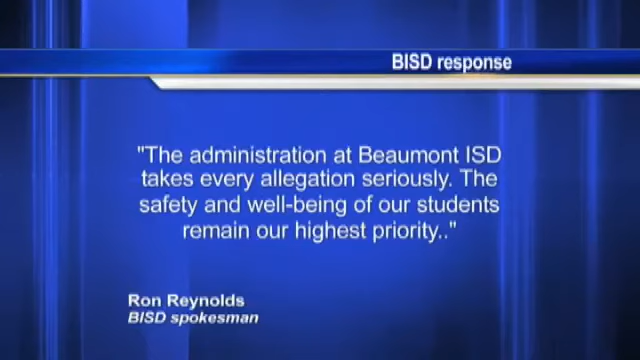 BISD response
"The administration at Beaumont ISD
takes every allegation seriously. The
safety and well-being of our students
remain our highest priority.."
Ron Reynolds
BISD spokesman